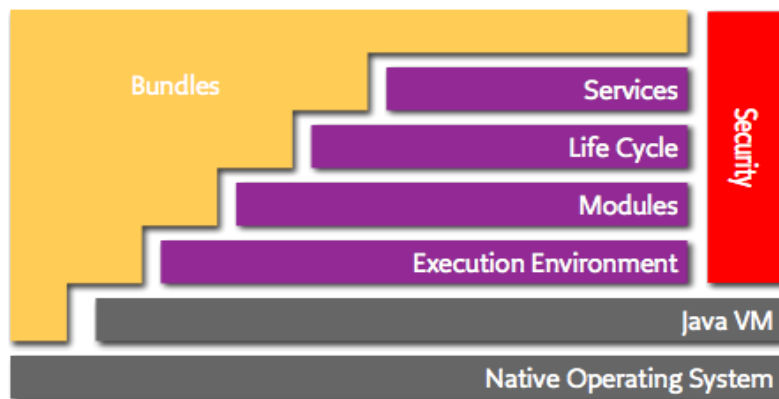 Bundles
Services
Life Cycle
Modules
Execution Environment
Java VM
Native Operating System
Security